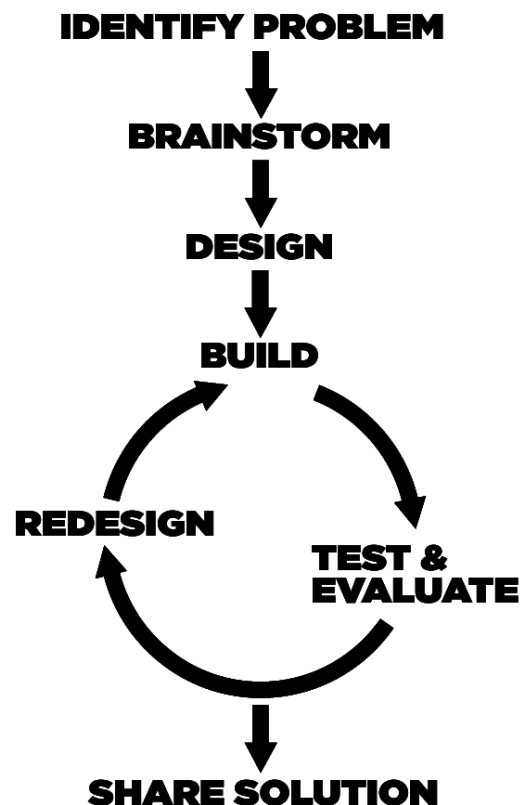 IDENTIFY PROBLEM
BRAINSTORM
DESIGN
BUILD
REDESIGN
TEST &
EVALUATE
SHARE SOLUTION